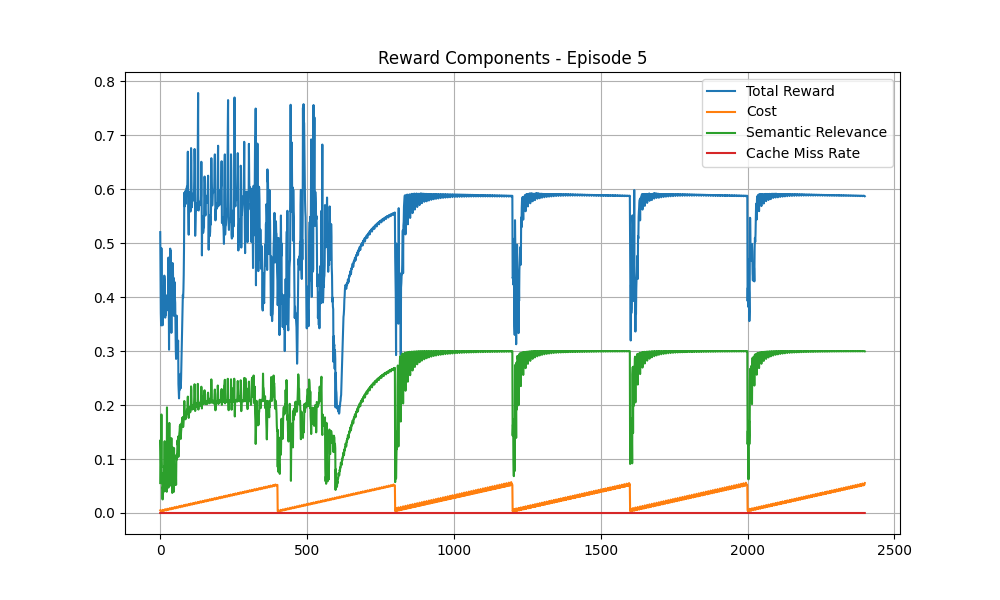 Reward Components - Episode 5
Total Reward
Cost
Semantic Relevance
Cache Miss Rate
0.8
0.7
0.6
0.5
0.4
0.3
0.2
0.1
0.0
0 500 1000 1500 2000 2500